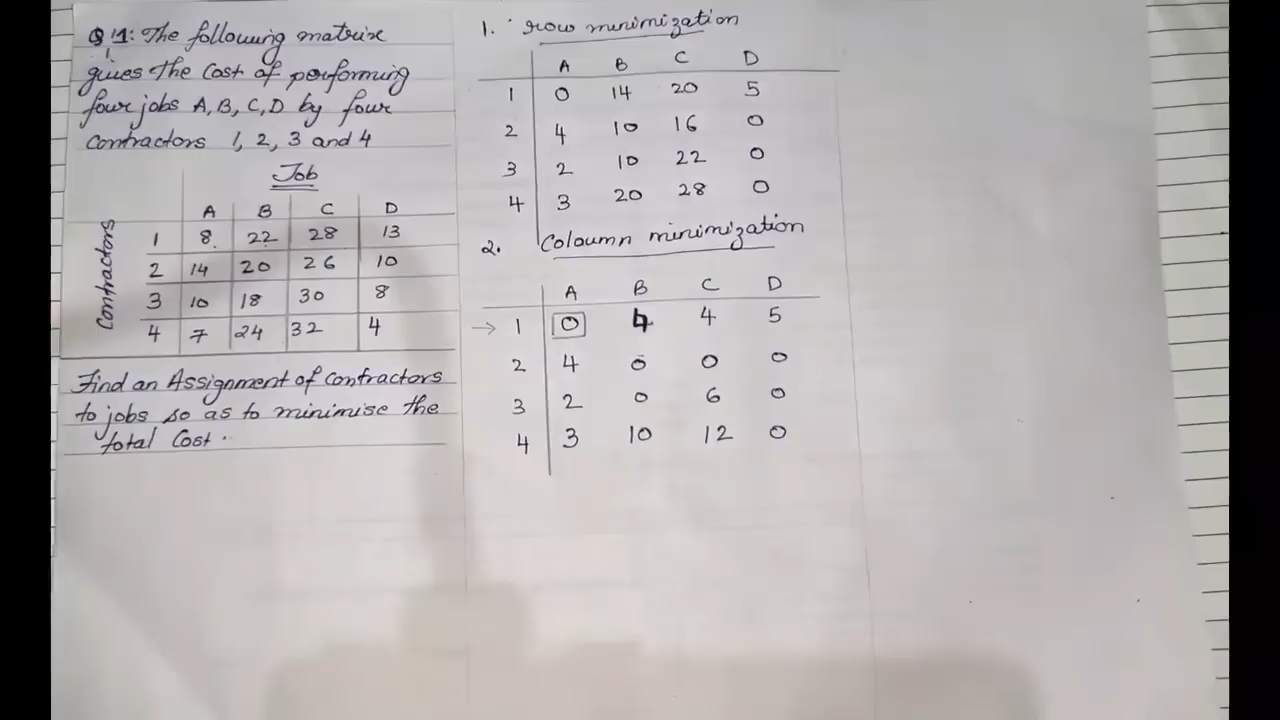 Q 1: The following matrix
gives the cost of performing
four jobs A, B, C, D by four
contractors 1, 2, 3 and 4
Job
A B C D
Contractors
1 8 22 28 13
2 14 20 26 10
3 10 18 30 8
4 7 24 32 4
Find an Assignment of contractors
to jobs so as to minimise the
total cost.
1. row minimization
A B C D
1 0 14 20 5
2 4 10 16 0
3 2 10 22 0
4 3 20 28 0
2. Coloumn minimization
A B C D
→ 1 0 4 4 5
2 4 0 0 0
3 2 0 6 0
4 3 10 12 0